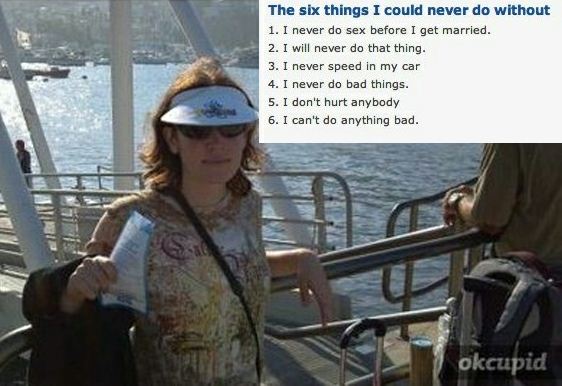 The six things I could never do without
1. I never do sex before I get married.
2. I will never do that thing.
3. I never speed in my car
4. I never do bad things.
5. I don't hurt anybody
6. I can't do anything bad.
okcupid